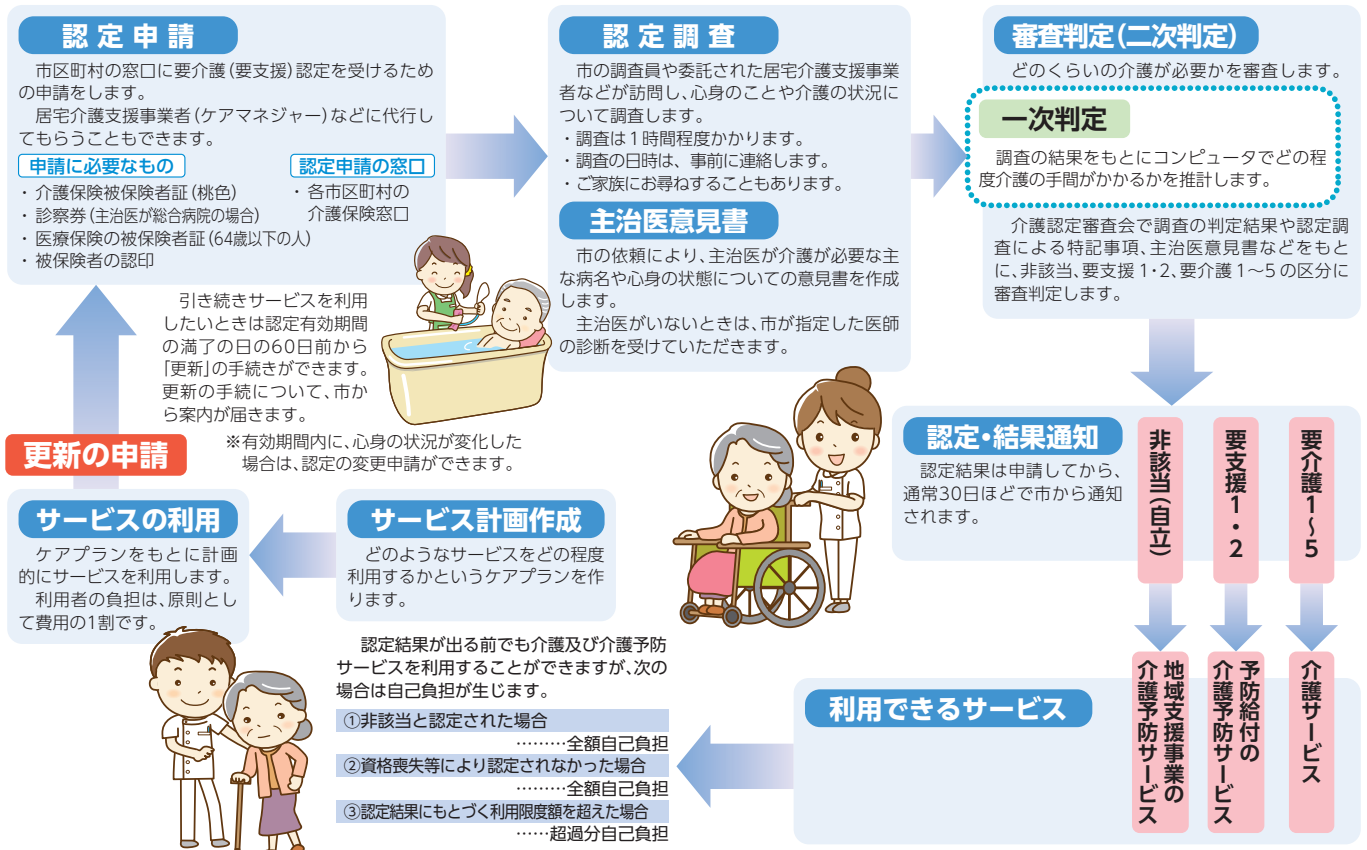 認定申請
市区町村の窓口に要介護(要支援)認定を受けるため
の申請をします。
居宅介護支援事業者(ケアマネジャー)などに代行し
てもらうこともできます。
申請に必要なもの
・介護保険被保険者証(桃色)
・診察券(主治医が総合病院の場合)
・医療保険の被保険者証(64歳以下の人)
・被保険者の認印
認定申請の窓口
・各市区町村の
介護保険窓口
認定調査
市の調査員や委託された居宅介護支援事業
者などが訪問し、心身のことや介護の状況に
ついて調査します。
・調査は1時間程度かかります。
・調査の日時は、事前に連絡します。
・ご家族にお尋ねすることもあります。
主治医意見書
市の依頼により、主治医が介護が必要な主
な病名や心身の状態についての意見書を作成
します。
主治医がいないときは、市が指定した医師
の診断を受けていただきます。
審査判定(二次判定)
どのくらいの介護が必要かを審査します。
一次判定
調査の結果をもとにコンピュータでどの程
度介護の手間がかかるかを推計します。
介護認定審査会で調査の判定結果や認定調
査による特記事項、主治医意見書などをもと
に、非該当、要支援1・2、要介護1~5の区分に
審査判定します。
認定・結果通知
認定結果は申請してから、
通常30日ほどで市から通知
されます。
非該当(自立)
要支援1・2
要介護1~5
利用できるサービス
地域支援事業の
介護予防サービス
予防給付の
介護予防サービス
介護サービス
サービス計画作成
どのようなサービスをどの程度
利用するかというケアプランを作
ります。
認定結果が出る前でも介護及び介護予防
サービスを利用することができますが、次の
場合は自己負担が生じます。
①非該当と認定された場合
………全額自己負担
②資格喪失等により認定されなかった場合
………全額自己負担
③認定結果にもとづく利用限度額を超えた場合
……超過分自己負担
サービスの利用
ケアプランをもとに計画
的にサービスを利用します。
利用者の負担は、原則とし
て費用の1割です。
更新の申請
引き続きサービスを利用
したいときは認定有効期間
の満了の日の60日前から
「更新」の手続きができます。
更新の手続について、市か
ら案内が届きます。
※有効期間内に、心身の状況が変化した
場合は、認定の変更申請ができます。